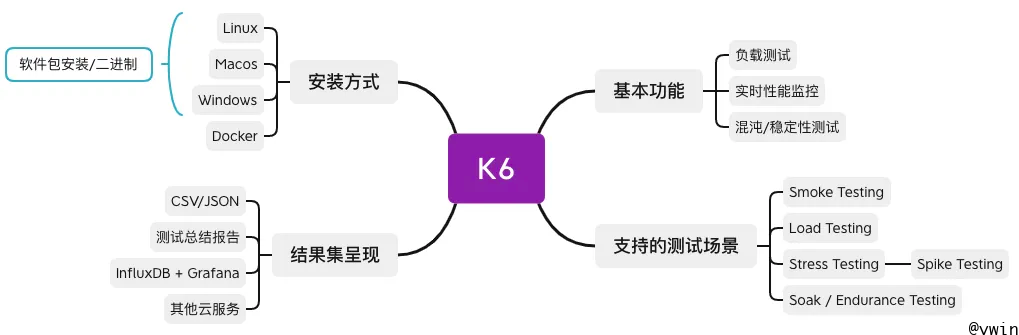 K6
安装方式
Linux
Macos
Windows
Docker
软件包安装/二进制
结果集呈现
CSV/JSON
测试总结报告
InfluxDB + Grafana
其他云服务
基本功能
负载测试
实时性能监控
混沌/稳定性测试
支持的测试场景
Smoke Testing
Load Testing
Stress Testing
Spike Testing
Soak / Endurance Testing
@ywin